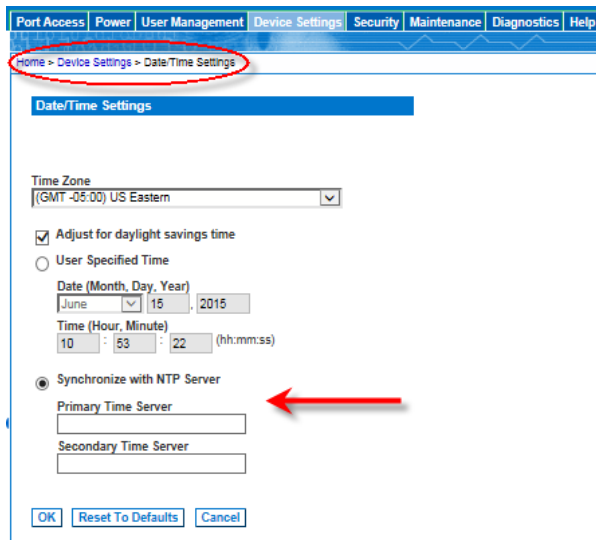 Port Access Power User Management Device Settings Security Maintenance Diagnostics Help
Home > Device Settings > Date/Time Settings
Date/Time Settings
Time Zone
(GMT -05:00) US Eastern
Adjust for daylight savings time
User Specified Time
Date (Month, Day, Year)
June 15 , 2015
Time (Hour, Minute)
10 : 53 : 22 (hh:mm:ss)
Synchronize with NTP Server
Primary Time Server
Secondary Time Server
OK Reset To Defaults Cancel